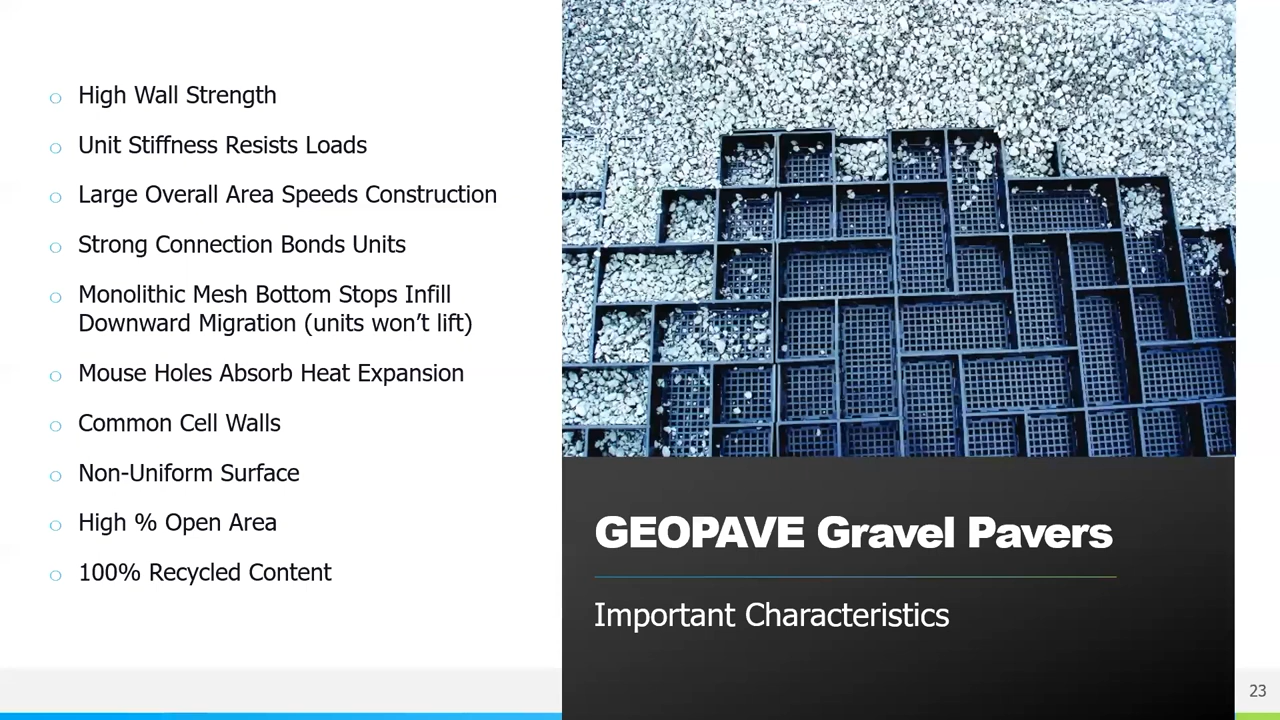 High Wall Strength
Unit Stiffness Resists Loads
Large Overall Area Speeds Construction
Strong Connection Bonds Units
Monolithic Mesh Bottom Stops Infill
Downward Migration (units won’t lift)
Mouse Holes Absorb Heat Expansion
Common Cell Walls
Non-Uniform Surface
High % Open Area
100% Recycled Content
GEOPAVE Gravel Pavers
Important Characteristics
23